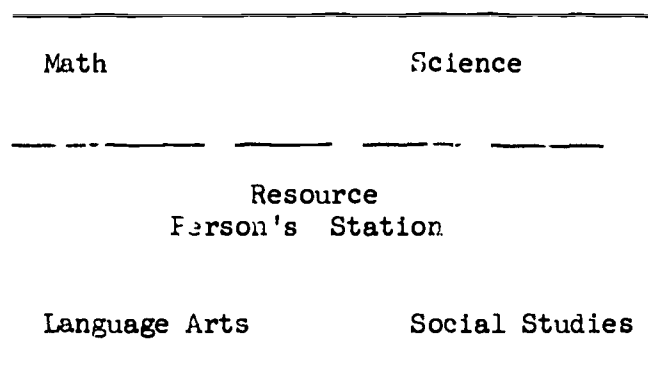 Math Science
Resource
Person's Station
Language Arts Social Studies